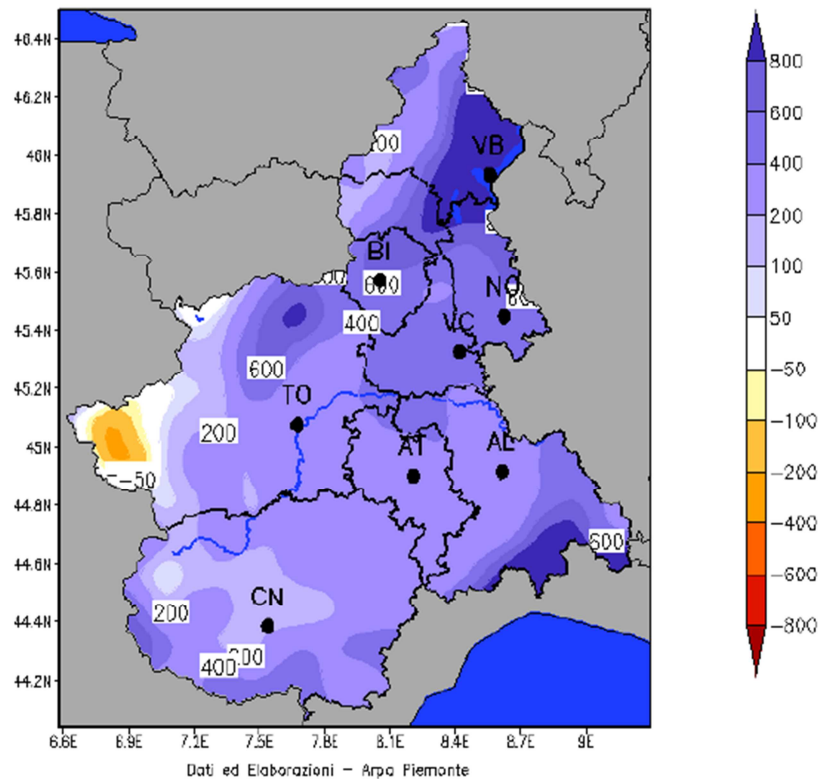 46.4N
46.2N
46N
45.8N
45.6N
45.4N
45.2N
45N
44.8N
44.6N
44.4N
44.2N
VB
BI
600
NO
400
VC
600
TO
200
AT
AL
-50
600
CN
200
400
6.6E 6.9E 7.2E 7.5E 7.8E 8.1E 8.4E 8.7E 9E
800
600
400
200
100
50
-50
-100
-200
-400
-600
-800
Dati ed Elaborazioni - Arpa Piemonte